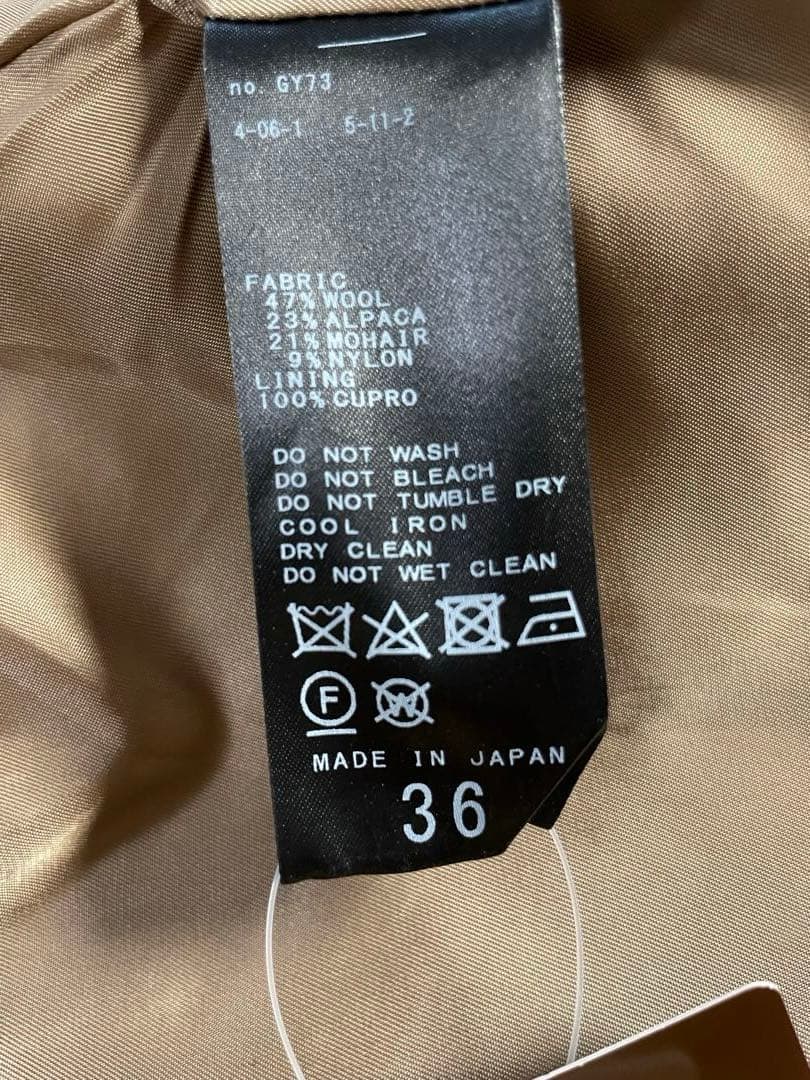 no. GY73
4-06-1 5-11-2
FABRIC
47% WOOL
23% ALPACA
21% MOHAIR
9% NYLON
LINING
100% CUPRO
DO NOT WASH
DO NOT BLEACH
DO NOT TUMBLE DRY
COOL IRON
DRY CLEAN
DO NOT WET CLEAN
F W
MADE IN JAPAN
36